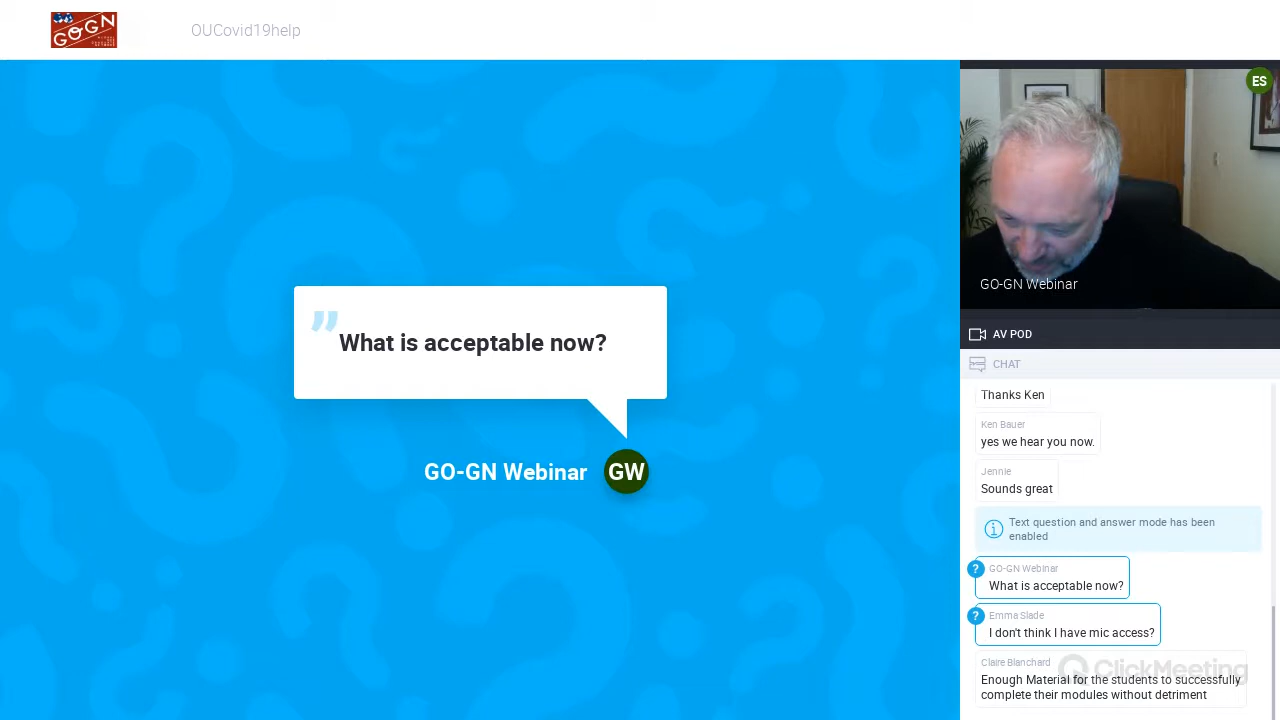 GOGN
OUCovid19help
ES
GO-GN Webinar
AV POD
CHAT
"
What is acceptable now?
GO-GN Webinar
GW
Thanks Ken
Ken Bauer
yes we hear you now.
Jennie
Sounds great
Text question and answer mode has been
enabled
?
GO-GN Webinar
What is acceptable now?
?
Emma Slade
I don't think I have mic access?
Claire Blanchard
ClickMeeting
Enough Material for the students to successfully
complete their modules without detriment